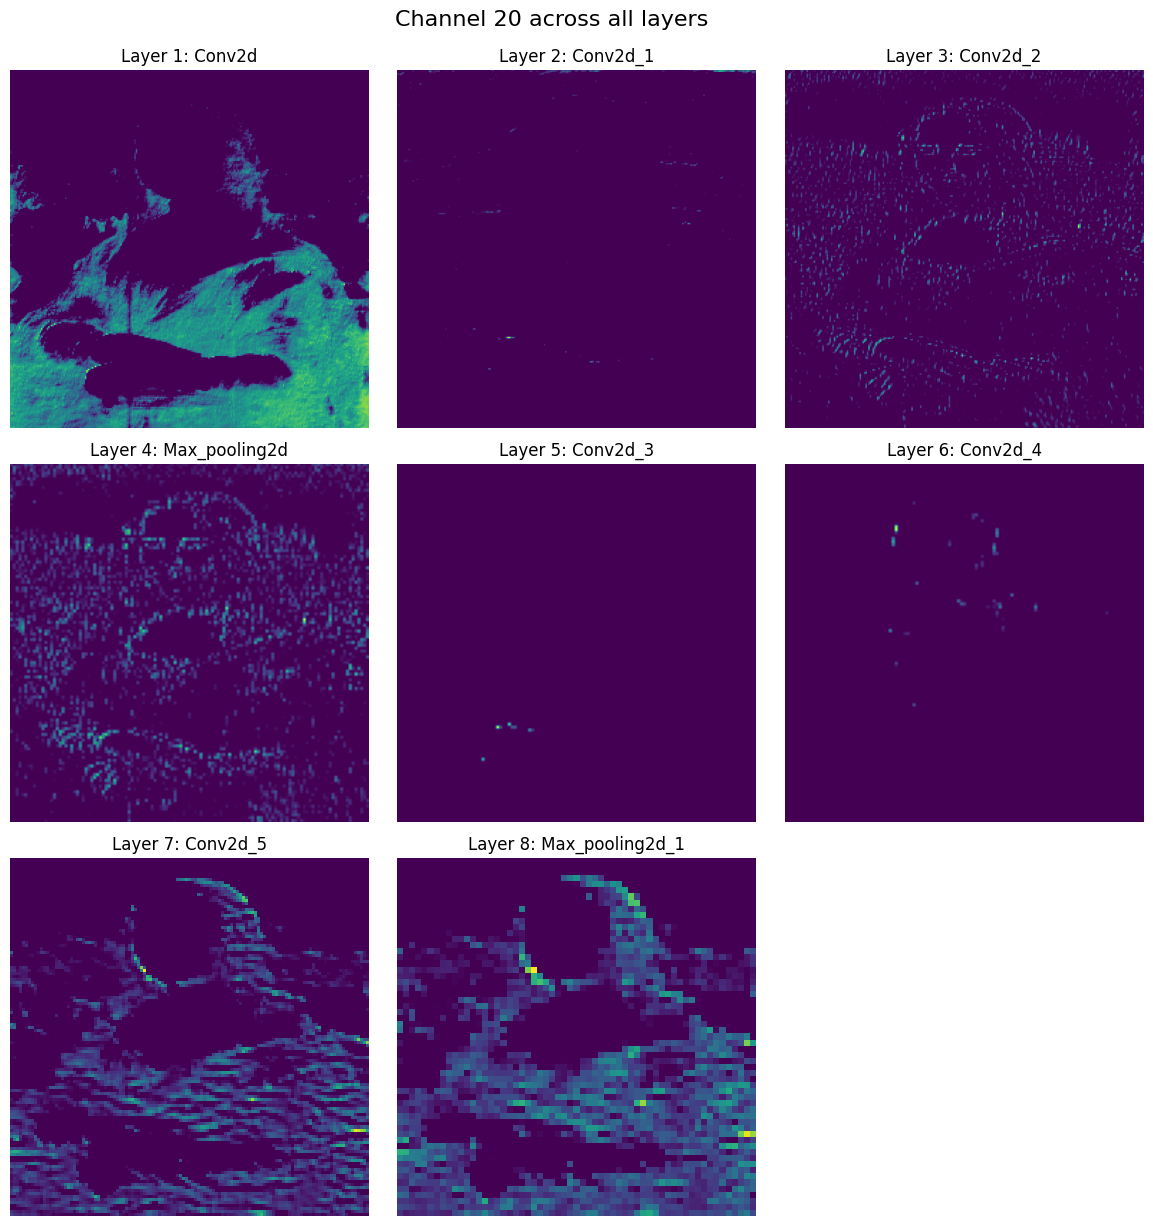 Channel 20 across all layers
Layer 1: Conv2d
Layer 2: Conv2d_1
Layer 3: Conv2d_2
Layer 4: Max_pooling2d
Layer 5: Conv2d_3
Layer 6: Conv2d_4
Layer 7: Conv2d_5
Layer 8: Max_pooling2d_1